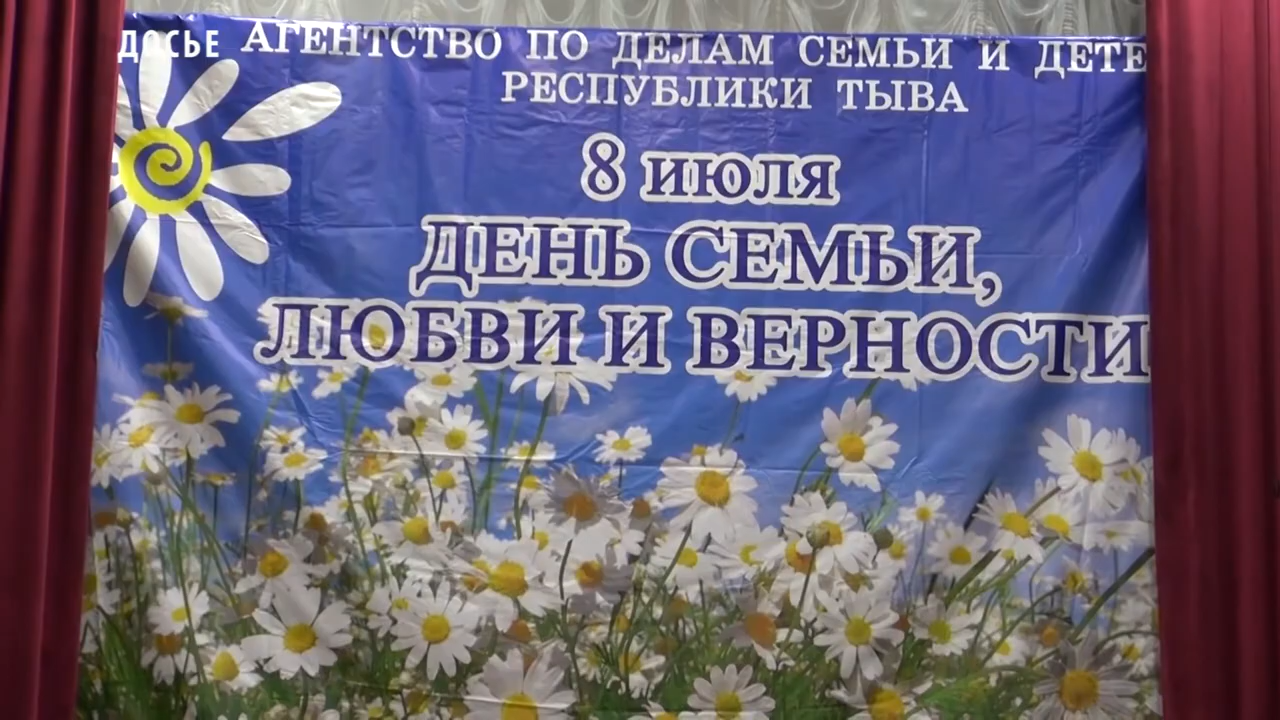 ДОСЬЕ
АГЕНТСТВО ПО ДЕЛАМ СЕМЬИ И ДЕТЕ
РЕСПУБЛИКИ ТЫВА
8 июля
ДЕНЬ СЕМЬИ,
ЛЮБВИ И ВЕРНОСТИ